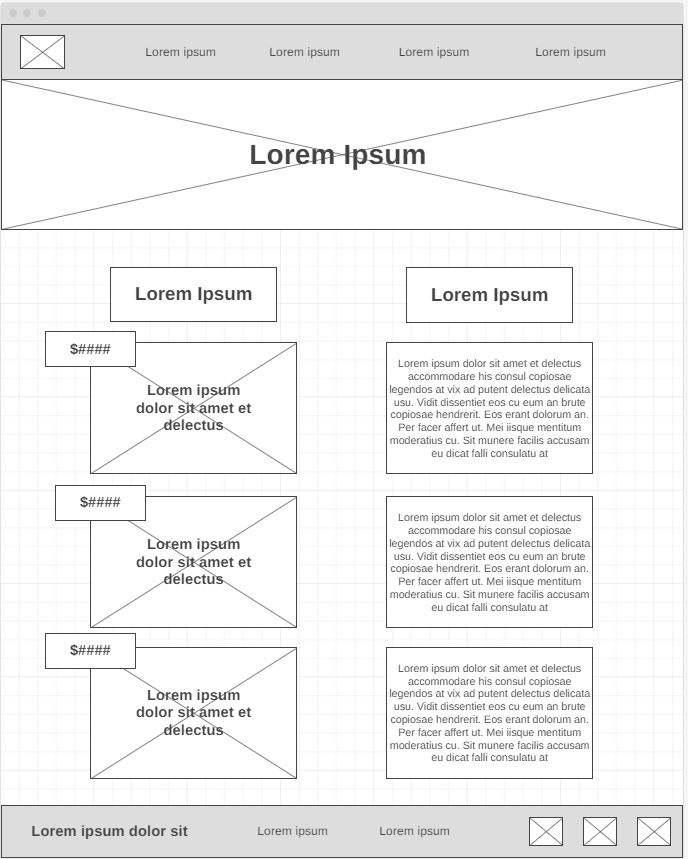 Lorem ipsum Lorem ipsum Lorem ipsum Lorem ipsum
Lorem Ipsum
Lorem Ipsum
$####
Lorem ipsum
dolor sit amet et
delectus
$####
Lorem ipsum
dolor sit amet et
delectus
$####
Lorem ipsum
dolor sit amet et
delectus
Lorem Ipsum
Lorem ipsum dolor sit amet et delectus
accommodare his consul copiosae
legendos at vix ad putent delectus delicata
usu. Vidit dissentiet eos cu eum an brute
copiosae hendrerit. Eos erant dolorum an.
Per facer affert ut. Mei iisque mentitum
moderatius cu. Sit munere facilis accusam
eu dicat falli consulatu at
Lorem ipsum dolor sit amet et delectus
accommodare his consul copiosae
legendos at vix ad putent delectus delicata
usu. Vidit dissentiet eos cu eum an brute
copiosae hendrerit. Eos erant dolorum an.
Per facer affert ut. Mei iisque mentitum
moderatius cu. Sit munere facilis accusam
eu dicat falli consulatu at
Lorem ipsum dolor sit amet et delectus
accommodare his consul copiosae
legendos at vix ad putent delectus delicata
usu. Vidit dissentiet eos cu eum an brute
copiosae hendrerit. Eos erant dolorum an.
Per facer affert ut. Mei iisque mentitum
moderatius cu. Sit munere facilis accusam
eu dicat falli consulatu at
Lorem ipsum dolor sit Lorem ipsum Lorem ipsum